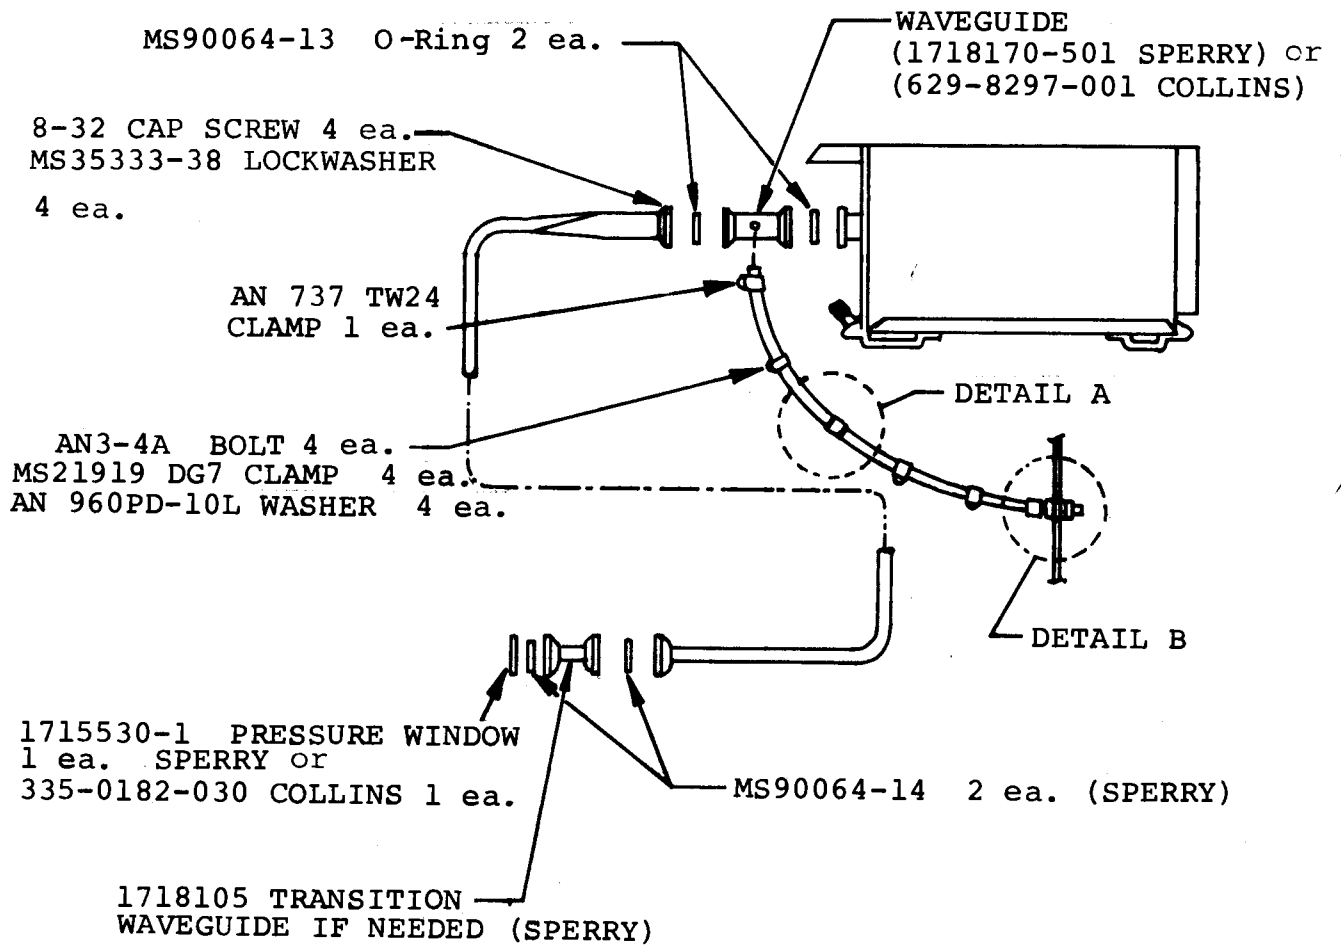 MS90064-13 O-Ring 2 ea.
WAVEGUIDE
(1718170-501 SPERRY) or
(629-8297-001 COLLINS)
8-32 CAP SCREW 4 ea.
MS35333-38 LOCKWASHER
4 ea.
AN 737 TW24
CLAMP 1 ea.
DETAIL A
AN3-4A BOLT 4 ea.
MS21919 DG7 CLAMP 4 ea.
AN 960PD-10L WASHER 4 ea.
DETAIL B
1715530-1 PRESSURE WINDOW
1 ea. SPERRY or
335-0182-030 COLLINS 1 ea.
MS90064-14 2 ea. (SPERRY)
1718105 TRANSITION
WAVEGUIDE IF NEEDED (SPERRY)